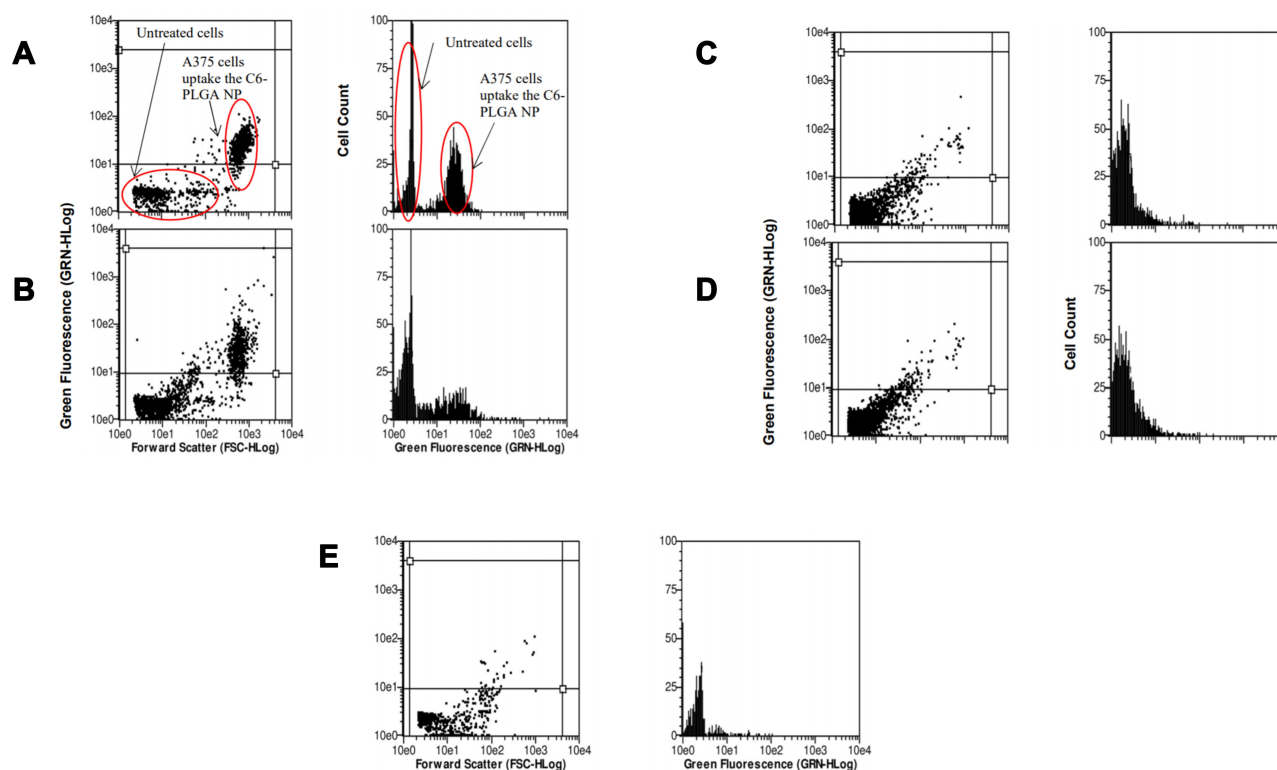 A
Untreated cells
A375 cells
uptake the C6-
PLGA NP
10e4
10e3
10e2
10e1
10e0
100
75
50
25
0
Untreated cells
A375 cells
uptake the C6-
PLGA NP
Cell Count
B
Green Fluorescence (GRN-HLog)
10e4
10e3
10e2
10e1
10e0
10e0 10e1 10e2 10e3 10e4
Forward Scatter (FSC-HLog)
100
75
50
25
0
10e0 10e1 10e2 10e3 10e4
Green Fluorescence (GRN-HLog)
C
10e4
10e3
10e2
10e1
10e0
100
75
50
25
0
D
Green Fluorescence (GRN-HLog)
10e4
10e3
10e2
10e1
10e0
Cell Count
100
75
50
25
0
E
10e4
10e3
10e2
10e1
10e0
10e0 10e1 10e2 10e3 10e4
Forward Scatter (FSC-HLog)
100
75
50
25
0
10e0 10e1 10e2 10e3 10e4
Green Fluorescence (GRN-HLog)